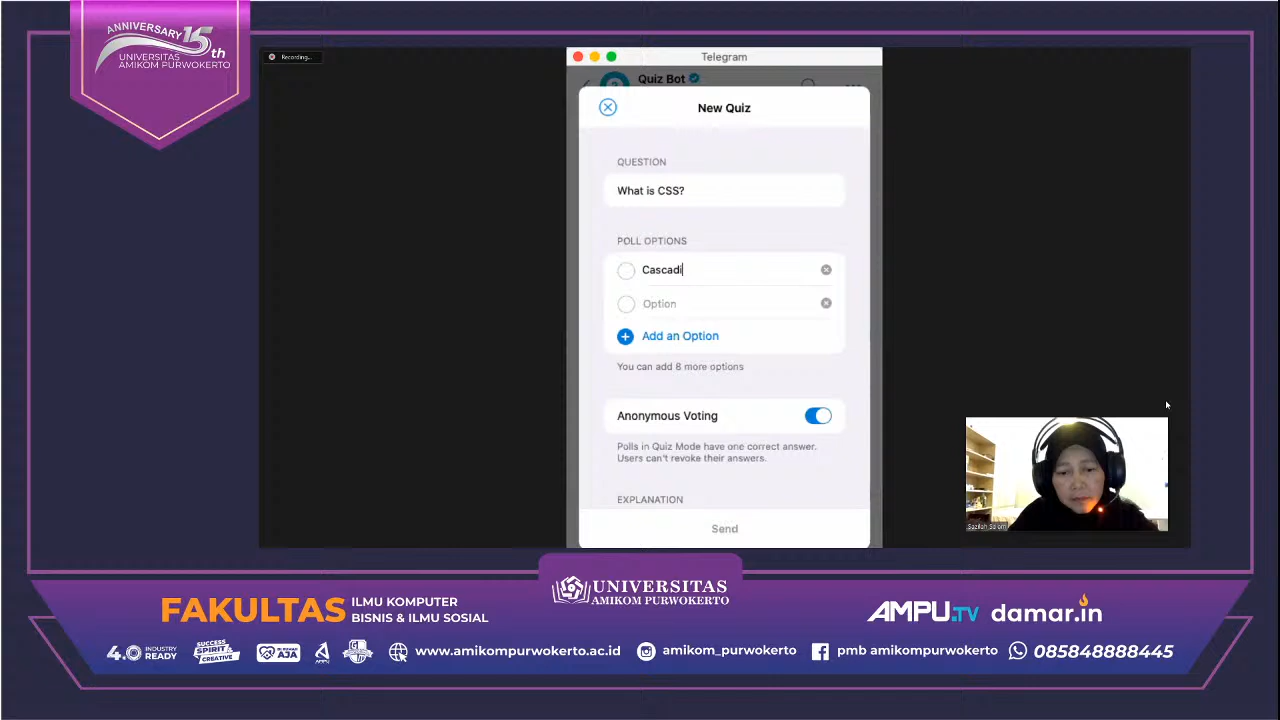 ANNIVERSARY 15th
UNIVERSITAS
AMIKOM PURWOKERTO
Recording...
Telegram
Quiz Bot
New Quiz
QUESTION
What is CSS?
POLL OPTIONS
Cascadi
Option
Add an Option
You can add 8 more options
Anonymous Voting
Polls in Quiz Mode have one correct answer.
Users can't revoke their answers.
EXPLANATION
Send
UNIVERSITAS
AMIKOM PURWOKERTO
FAKULTAS
ILMU KOMPUTER
BISNIS & ILMU SOSIAL
AMPU.TV
damar.in
4.0 INDUSTRY
READY
SUCCESS
SPIRIT
CREATIVE
AJA
AMPU
www.amikompurwokerto.ac.id
amikom_purwokerto
pmb amikompurwokerto
085848888445